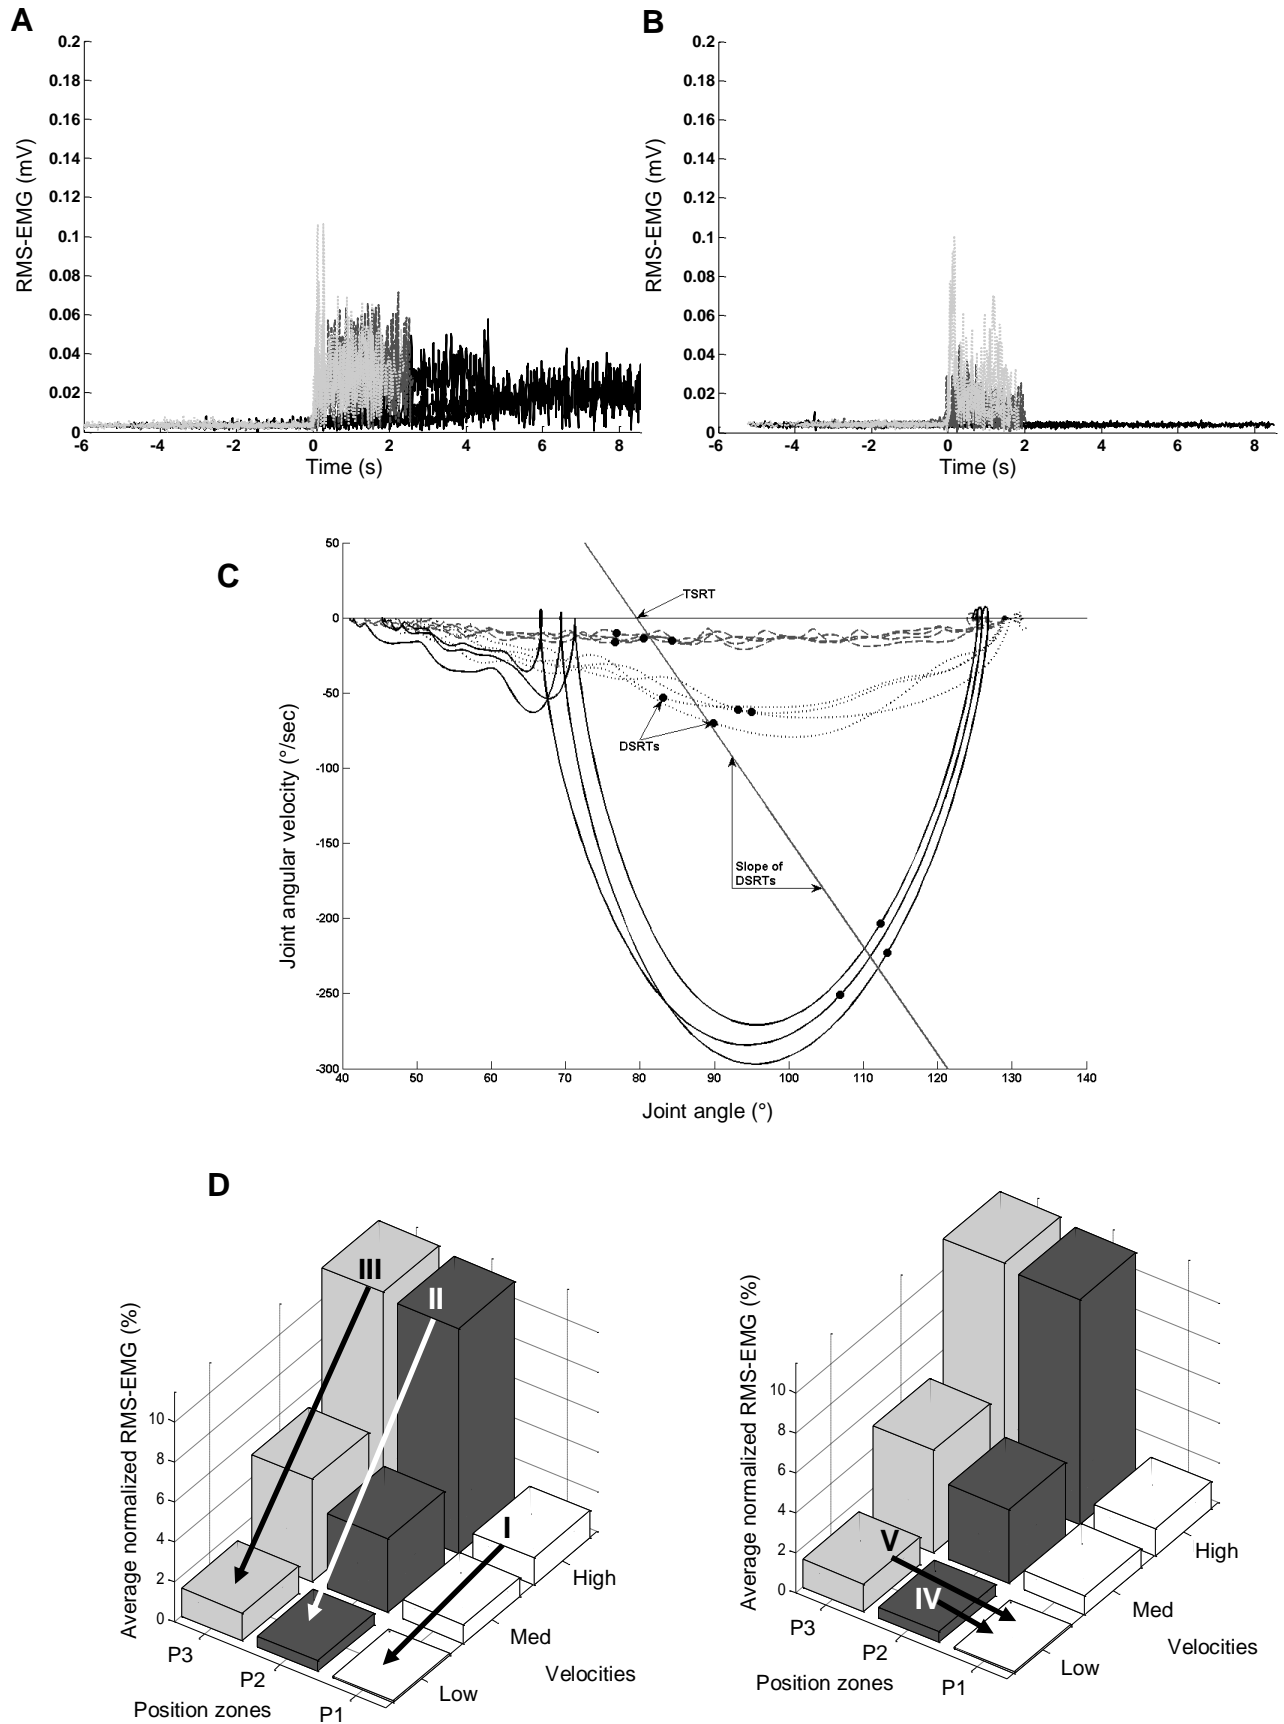 A
B
0.2
0.18
0.16
0.14
0.12
0.1
0.08
0.06
0.04
0.02
0
RMS-EMG (mV)
-6 -4 -2 0 2 4 6 8
Time (s)
0.2
0.18
0.16
0.14
0.12
0.1
0.08
0.06
0.04
0.02
0
RMS-EMG (mV)
-6 -4 -2 0 2 4 6 8
Time (s)
C
50
0
-50
-100
-150
-200
-250
-300
Joint angular velocity (°/sec)
TSRT
DSRTs
Slope of
DSRTs
40 50 60 70 80 90 100 110 120 130 140
Joint angle (°)
D
III
II
I
Average normalized RMS-EMG (%)
10
8
6
4
2
0
P3
P2
P1
Position zones
High
Med
Low
Velocities
V
IV
Average normalized RMS-EMG (%)
10
8
6
4
2
0
P3
P2
P1
Position zones
High
Med
Low
Velocities